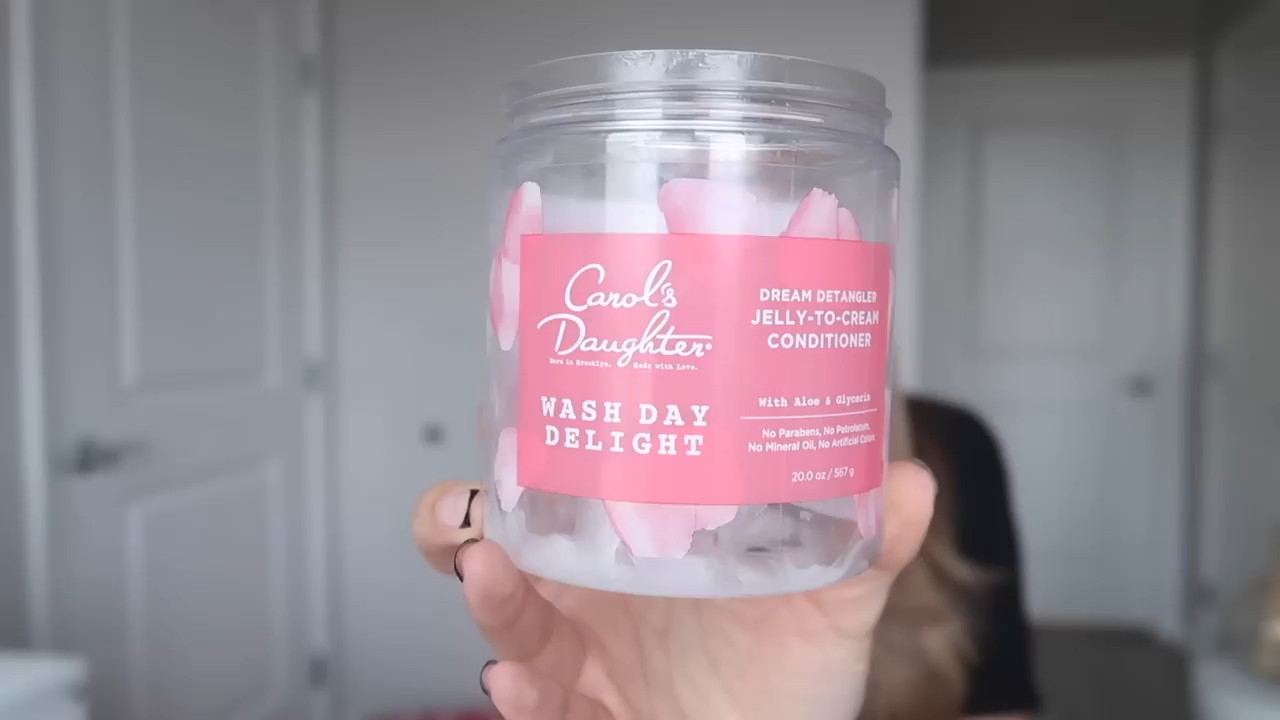 Carol's
Daughter
Born in Brooklyn. Made with Love.
WASH DAY
DELIGHT
DREAM DETANGLER
JELLY-TO-CREAM
CONDITIONER
With Aloe & Glycerin
No Parabens, No Petrolatum,
No Mineral Oil, No Artificial Colors
20.0 oz / 567 g